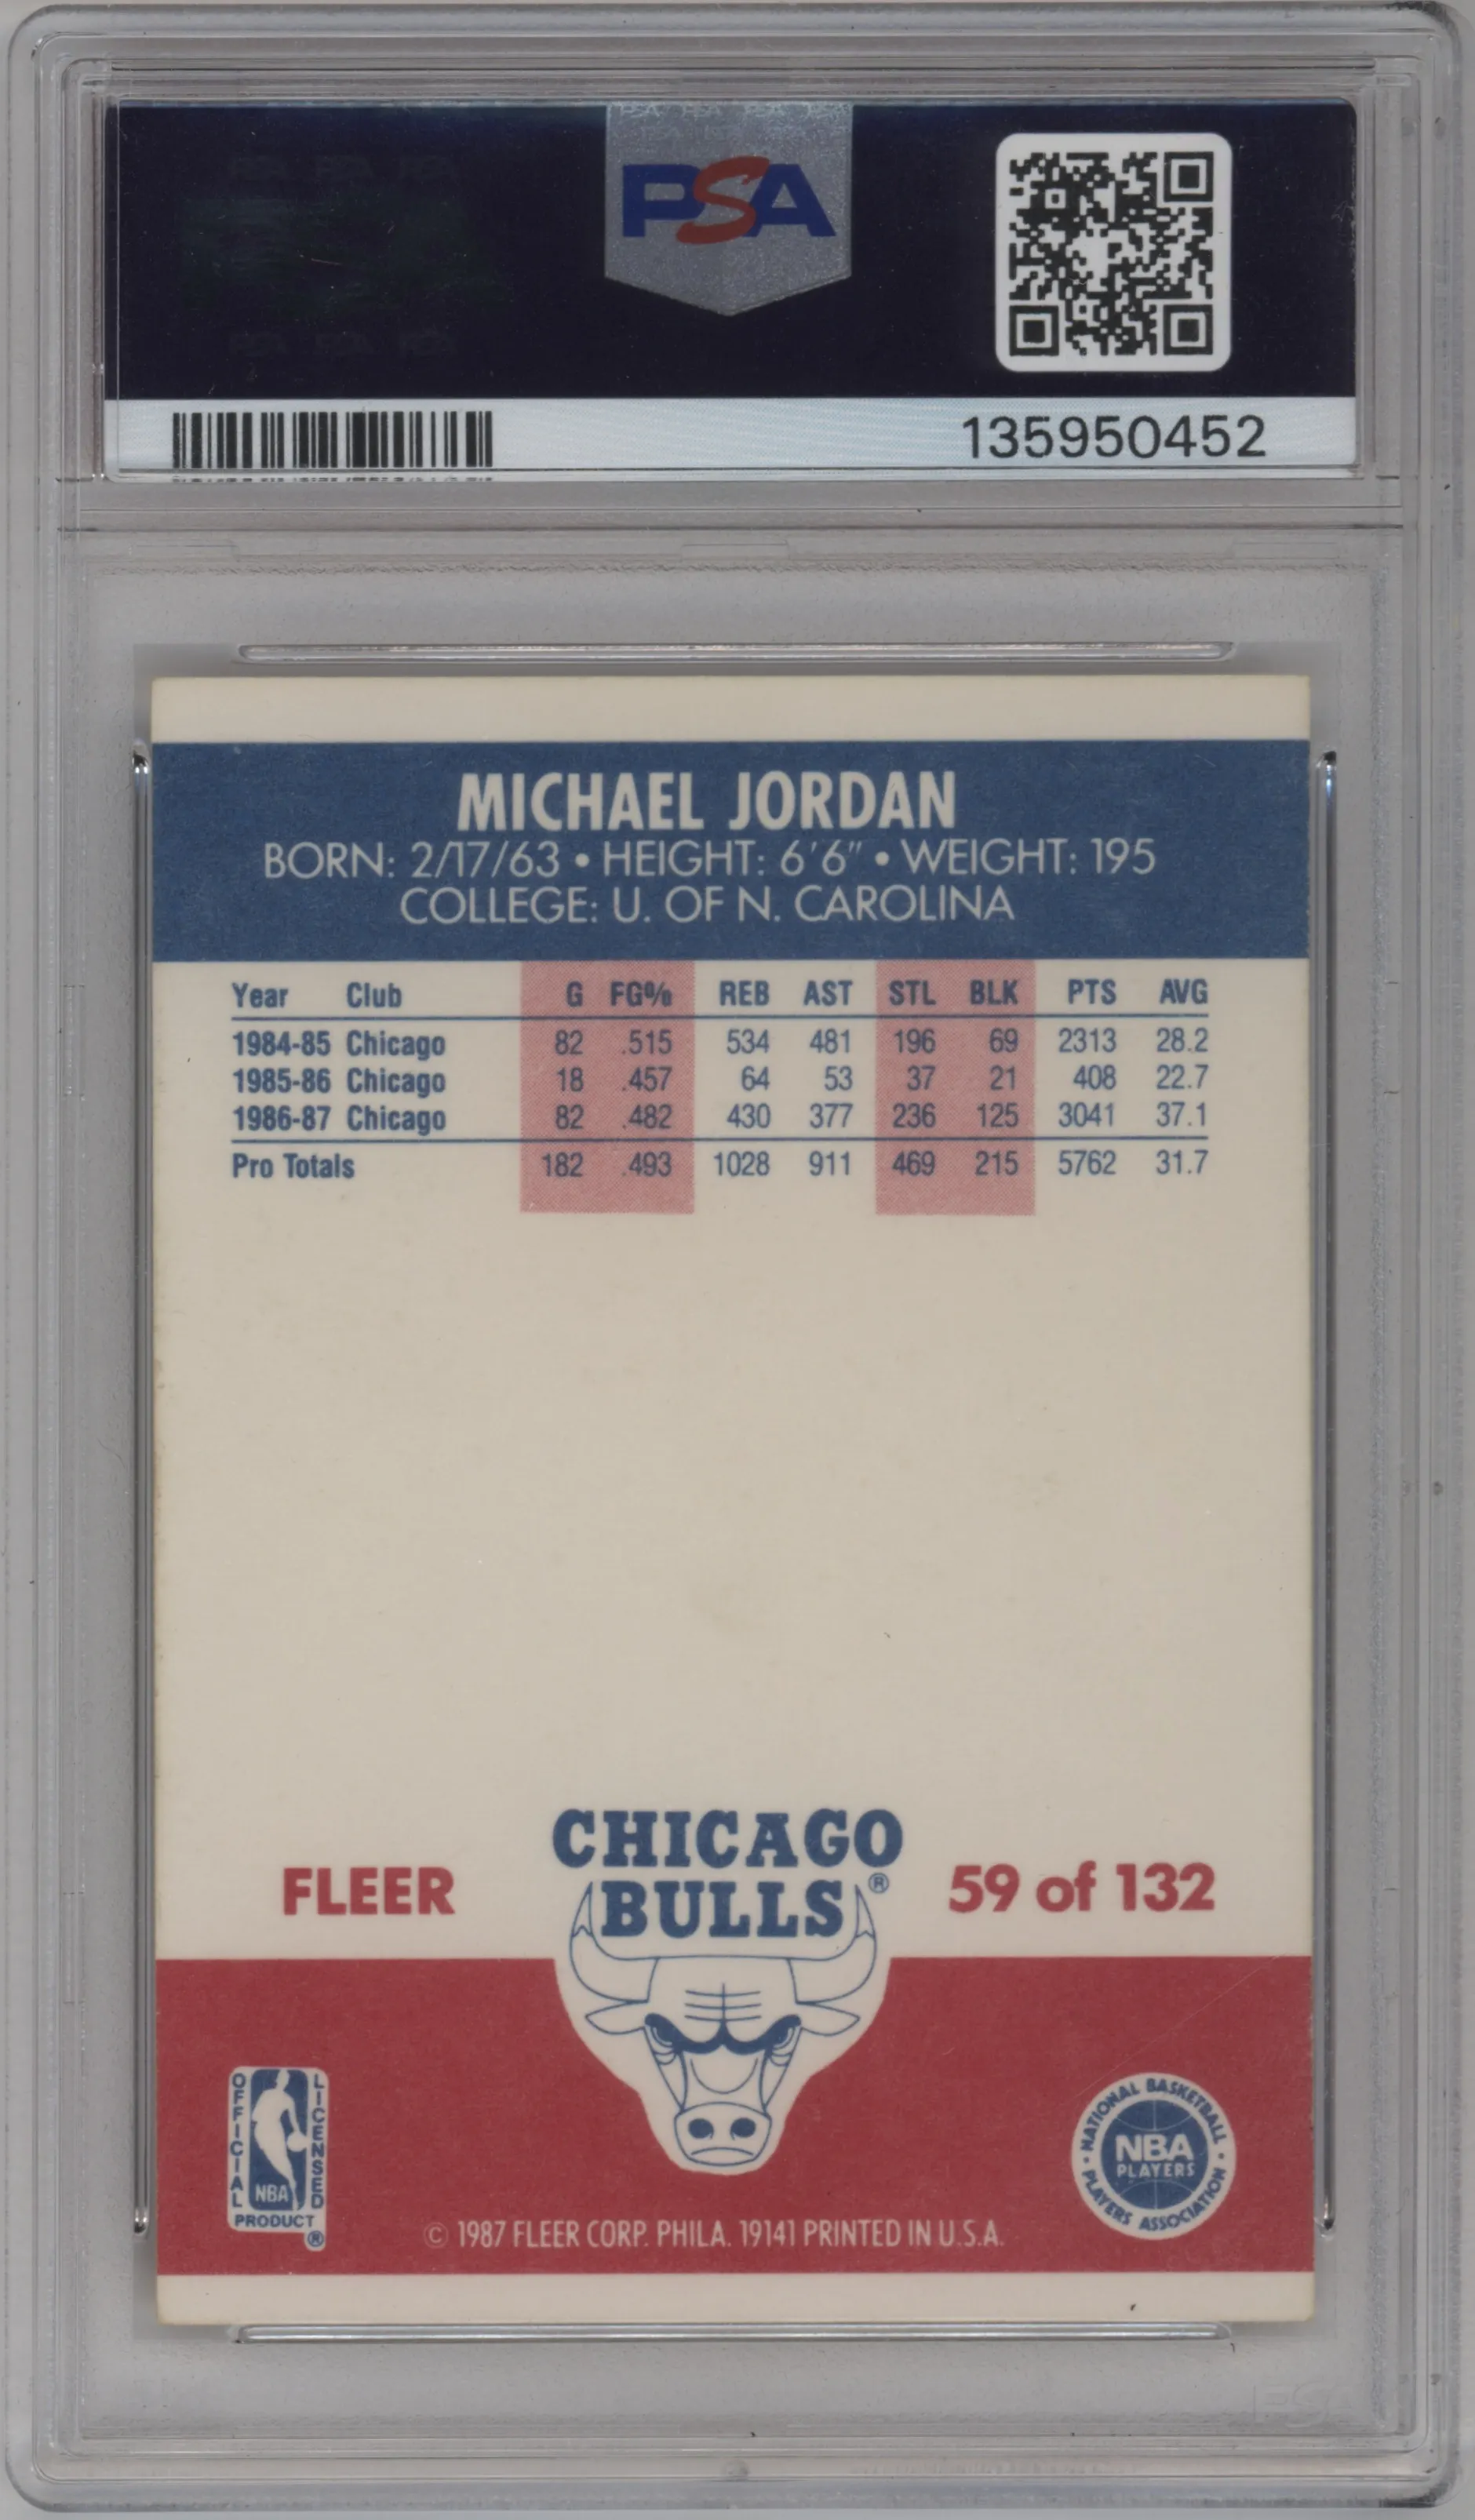 PSA
135950452
MICHAEL JORDAN
BORN: 2/17/63 • HEIGHT: 6'6" • WEIGHT: 195
COLLEGE: U. OF N. CAROLINA
Year Club G FG% REB AST STL BLK PTS AVG
1984-85 Chicago 82 .515 534 481 196 69 2313 28.2
1985-86 Chicago 18 .457 64 53 37 21 408 22.7
1986-87 Chicago 82 .482 430 377 236 125 3041 37.1
Pro Totals 182 .493 1028 911 469 215 5762 31.7
CHICAGO
BULLS ®
FLEER
59 of 132
OFFICIAL LICENSED
NBA
PRODUCT
®
NATIONAL BASKETBALL
NBA
PLAYERS
PLAYERS ASSOCIATION
© 1987 FLEER CORP. PHILA. 19141 PRINTED IN U.S.A.